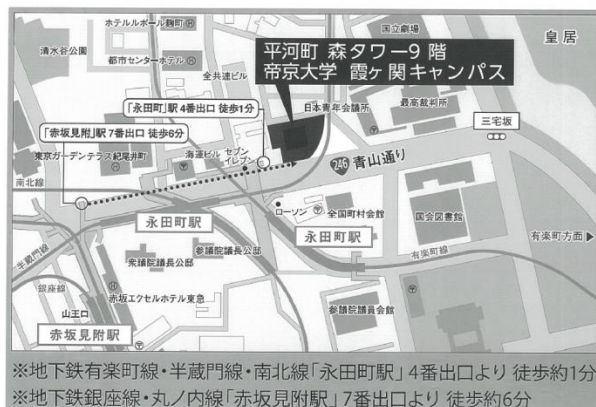 ホテルルポール麹町
清水谷公園
都市センターホテル
全共連ビル
国立劇場
皇居
平河町 森タワー9 階
帝京大学 霞ヶ関キャンパス
「永田町」駅 4番出口 徒歩1分
日本青年会議所
最高裁判所
三宅坂
「赤坂見附」駅 7番出口 徒歩6分
東京ガーデンテラス紀尾井町
海運ビル
セブン
イレブン
246 青山通り
南北線
永田町駅
ローソン
全国町村会館
国会図書館
永田町駅
有楽町方面▶
半蔵門線
衆議院議長公邸
参議院議長公邸
有楽町線
銀座線
赤坂エクセルホテル東急
山王口
参議院議員会館
赤坂見附駅
※地下鉄有楽町線・半蔵門線・南北線「永田町駅」4番出口より 徒歩約1分
※地下鉄銀座線・丸ノ内線「赤坂見附駅」7番出口より 徒歩約6分